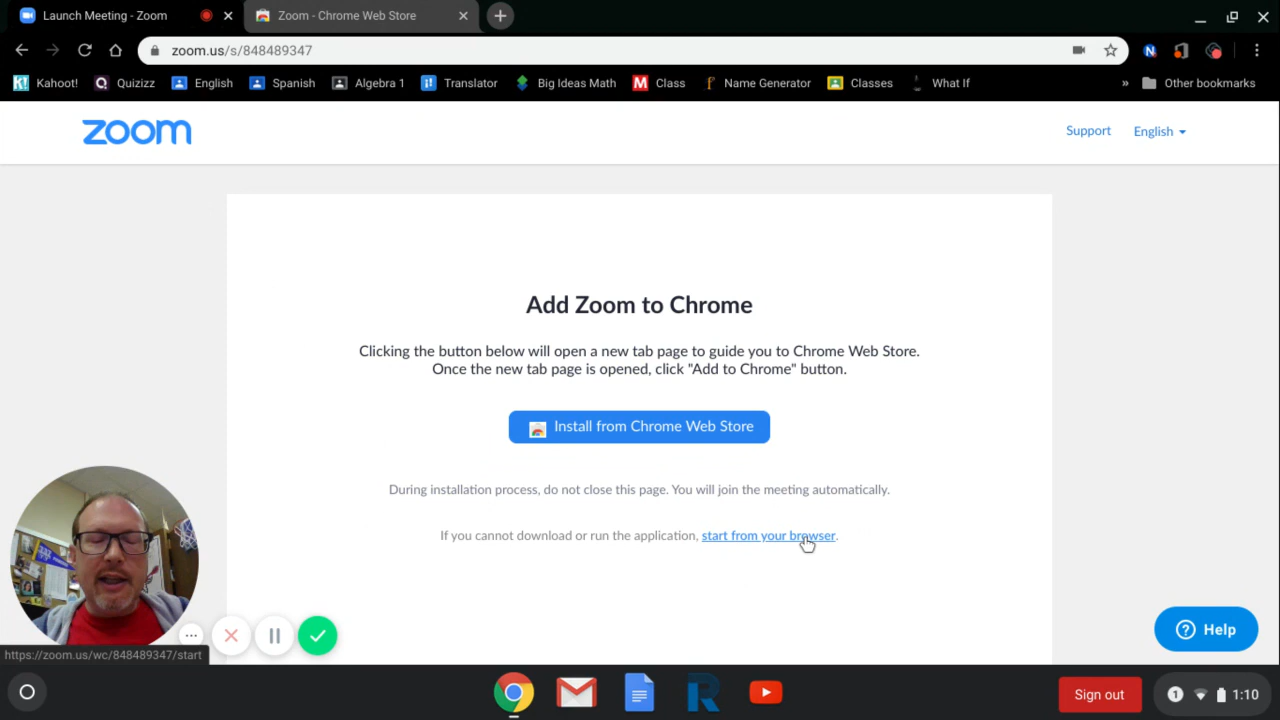 Launch Meeting - Zoom
Zoom - Chrome Web Store
zoom.us/s/848489347
K! Kahoot!
Quizizz
English
Spanish
Algebra 1
Translator
Big Ideas Math
M Class
f Name Generator
Classes
What If
» Other bookmarks
zoom
Support
English
Add Zoom to Chrome
Clicking the button below will open a new tab page to guide you to Chrome Web Store.
Once the new tab page is opened, click "Add to Chrome" button.
Install from Chrome Web Store
During installation process, do not close this page. You will join the meeting automatically.
If you cannot download or run the application, start from your browser.
? Help
https://zoom.us/wc/848489347/start
R
Sign out
1
1:10